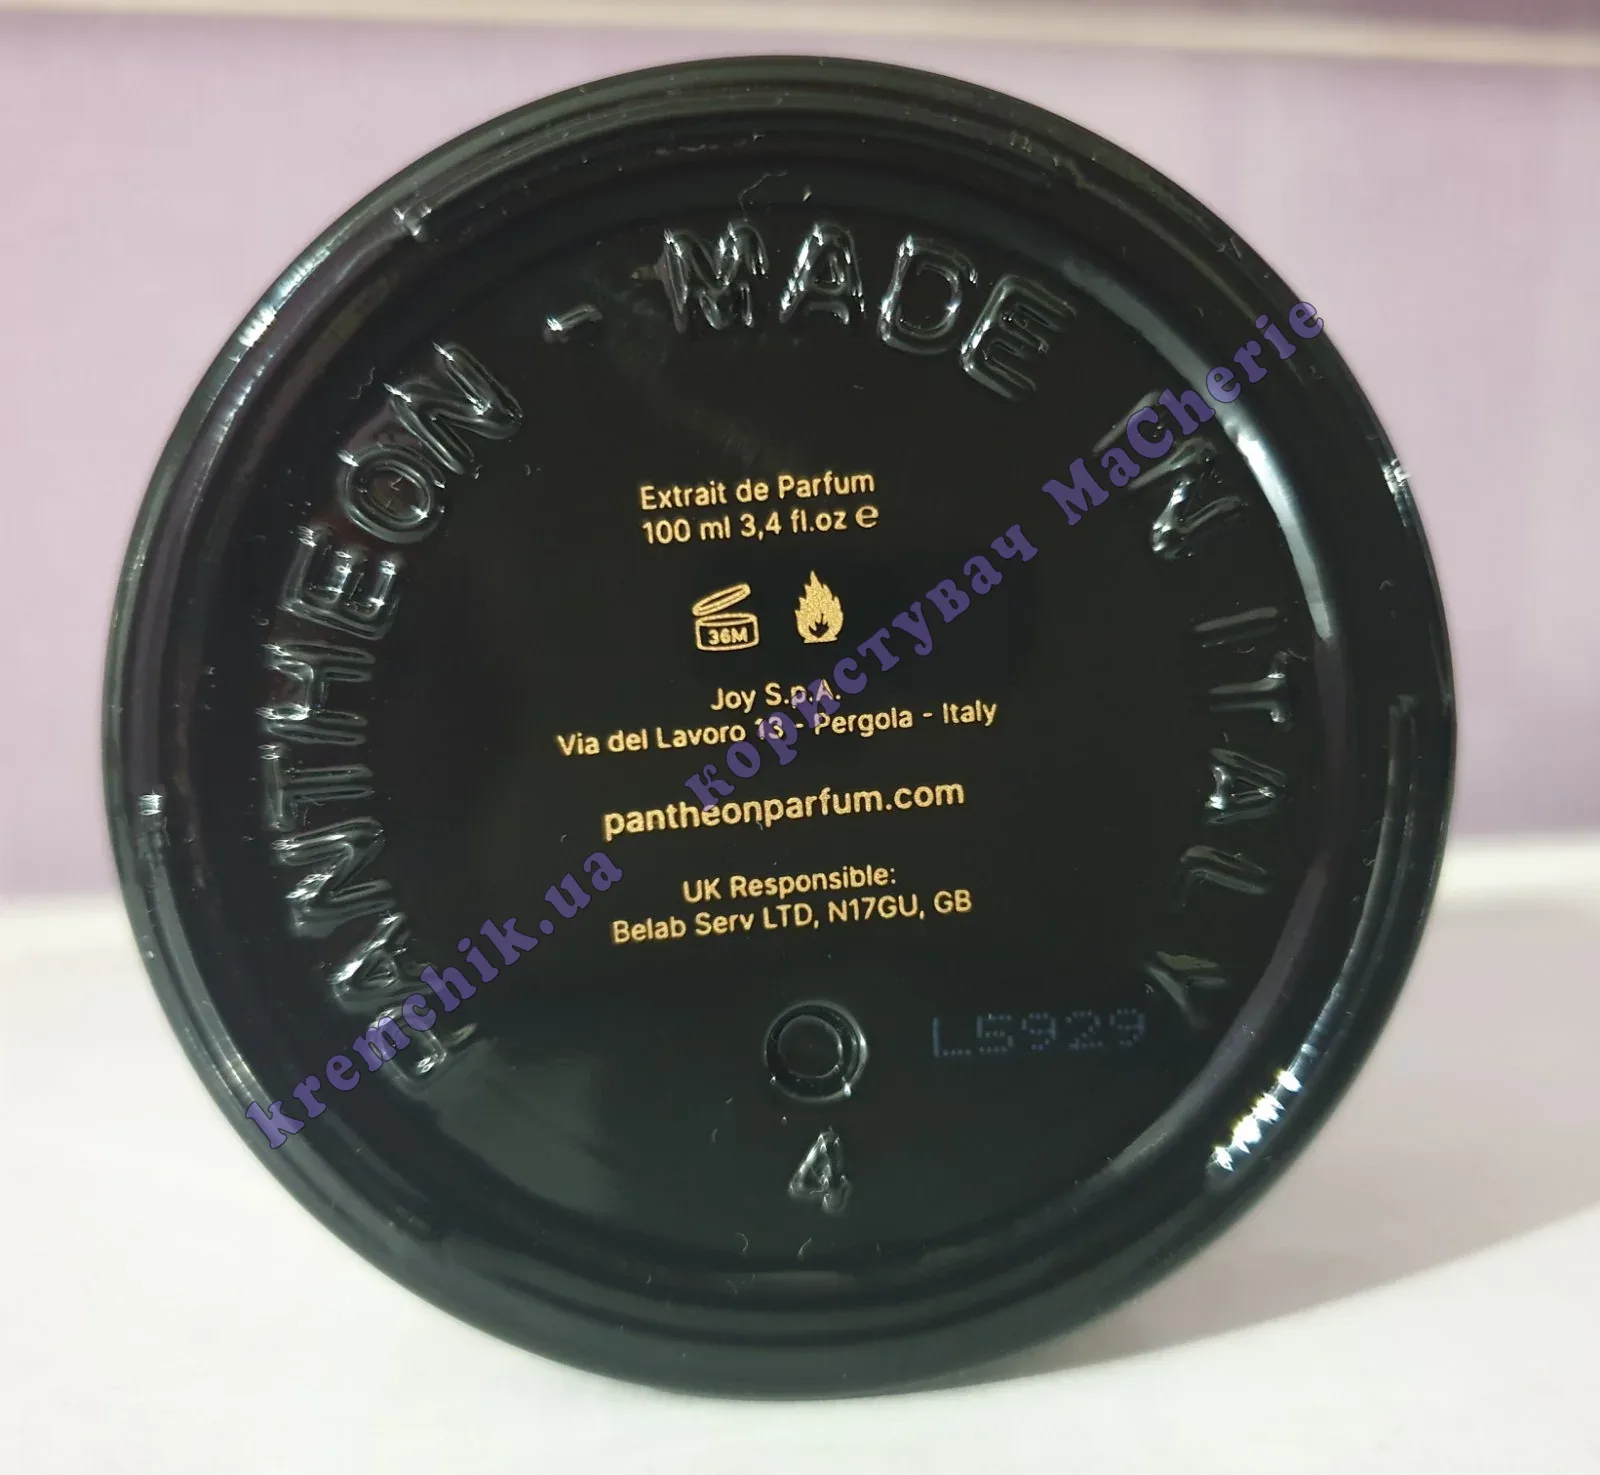 PANTHEON - MADE IN ITALY
Extrait de Parfum
100 ml 3,4 fl.oz ℮
36M
Joy S.p.A.
Via del Lavoro 13 - Pergola - Italy
pantheonparfum.com
UK Responsible:
Belab Serv LTD, N17GU, GB
L5929
4
kremchik.ua користувач MaCherie